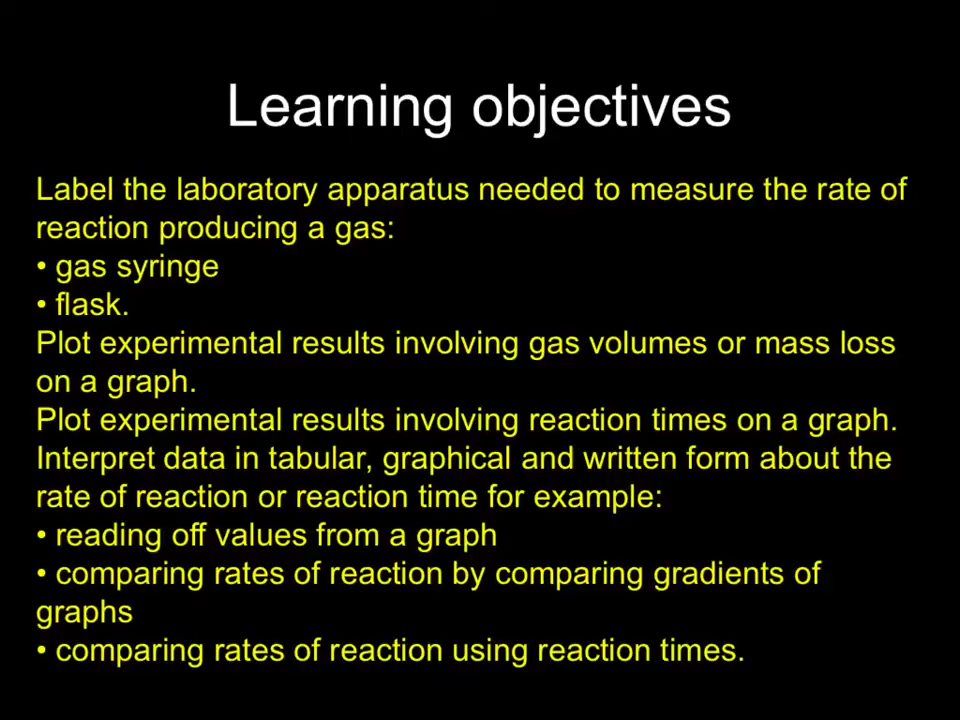 Learning objectives
Label the laboratory apparatus needed to measure the rate of
reaction producing a gas:
• gas syringe
• flask.
Plot experimental results involving gas volumes or mass loss
on a graph.
Plot experimental results involving reaction times on a graph.
Interpret data in tabular, graphical and written form about the
rate of reaction or reaction time for example:
• reading off values from a graph
• comparing rates of reaction by comparing gradients of
graphs
• comparing rates of reaction using reaction times.